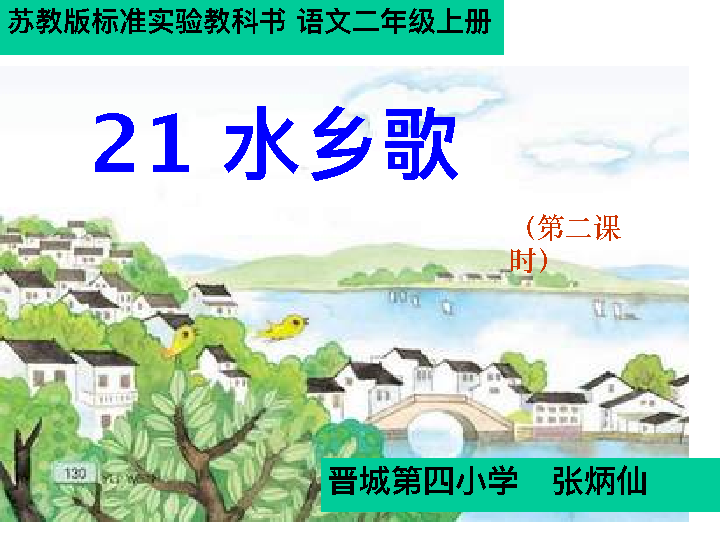 苏教版标准实验教科书 语文二年级上册
21 水乡歌
（第二课
时）
晋城第四小学 张炳仙
130